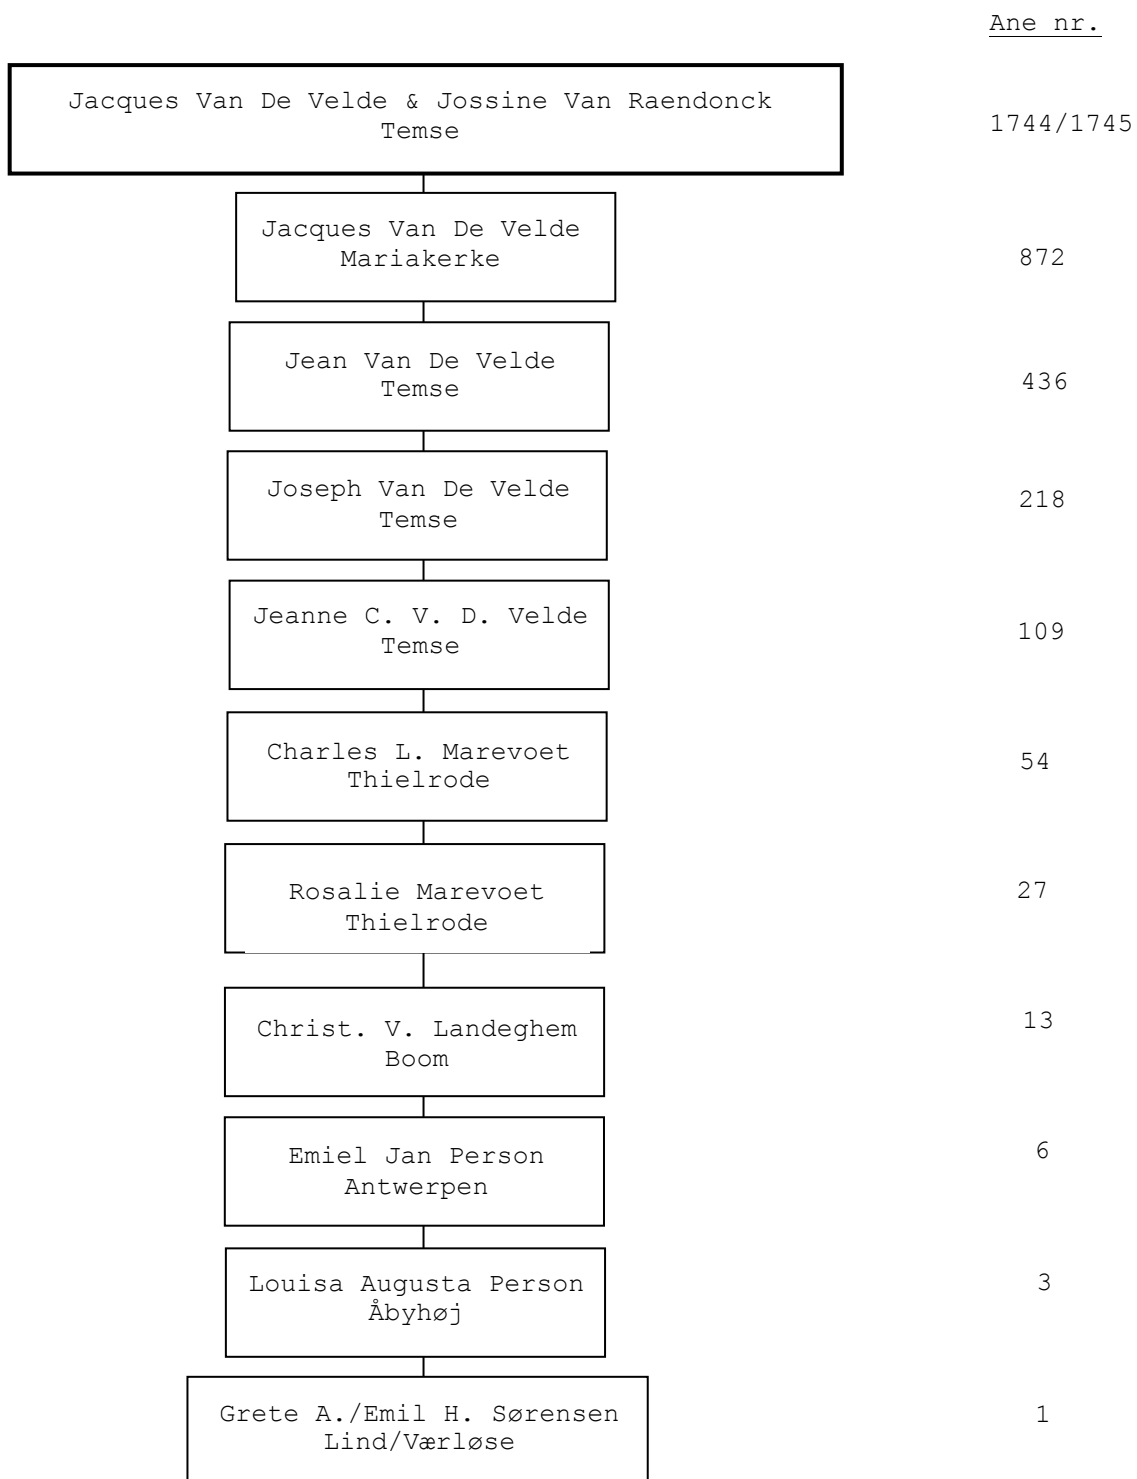 Ane nr.
Jacques Van De Velde & Jossine Van Raendonck
Temse
1744/1745
Jacques Van De Velde
Mariakerke
872
Jean Van De Velde
Temse
436
Joseph Van De Velde
Temse
218
Jeanne C. V. D. Velde
Temse
109
Charles L. Marevoet
Thielrode
54
Rosalie Marevoet
Thielrode
27
Christ. V. Landeghem
Boom
13
Emiel Jan Person
Antwerpen
6
Louisa Augusta Person
Åbyhøj
3
Grete A./Emil H. Sørensen
Lind/Værløse
1